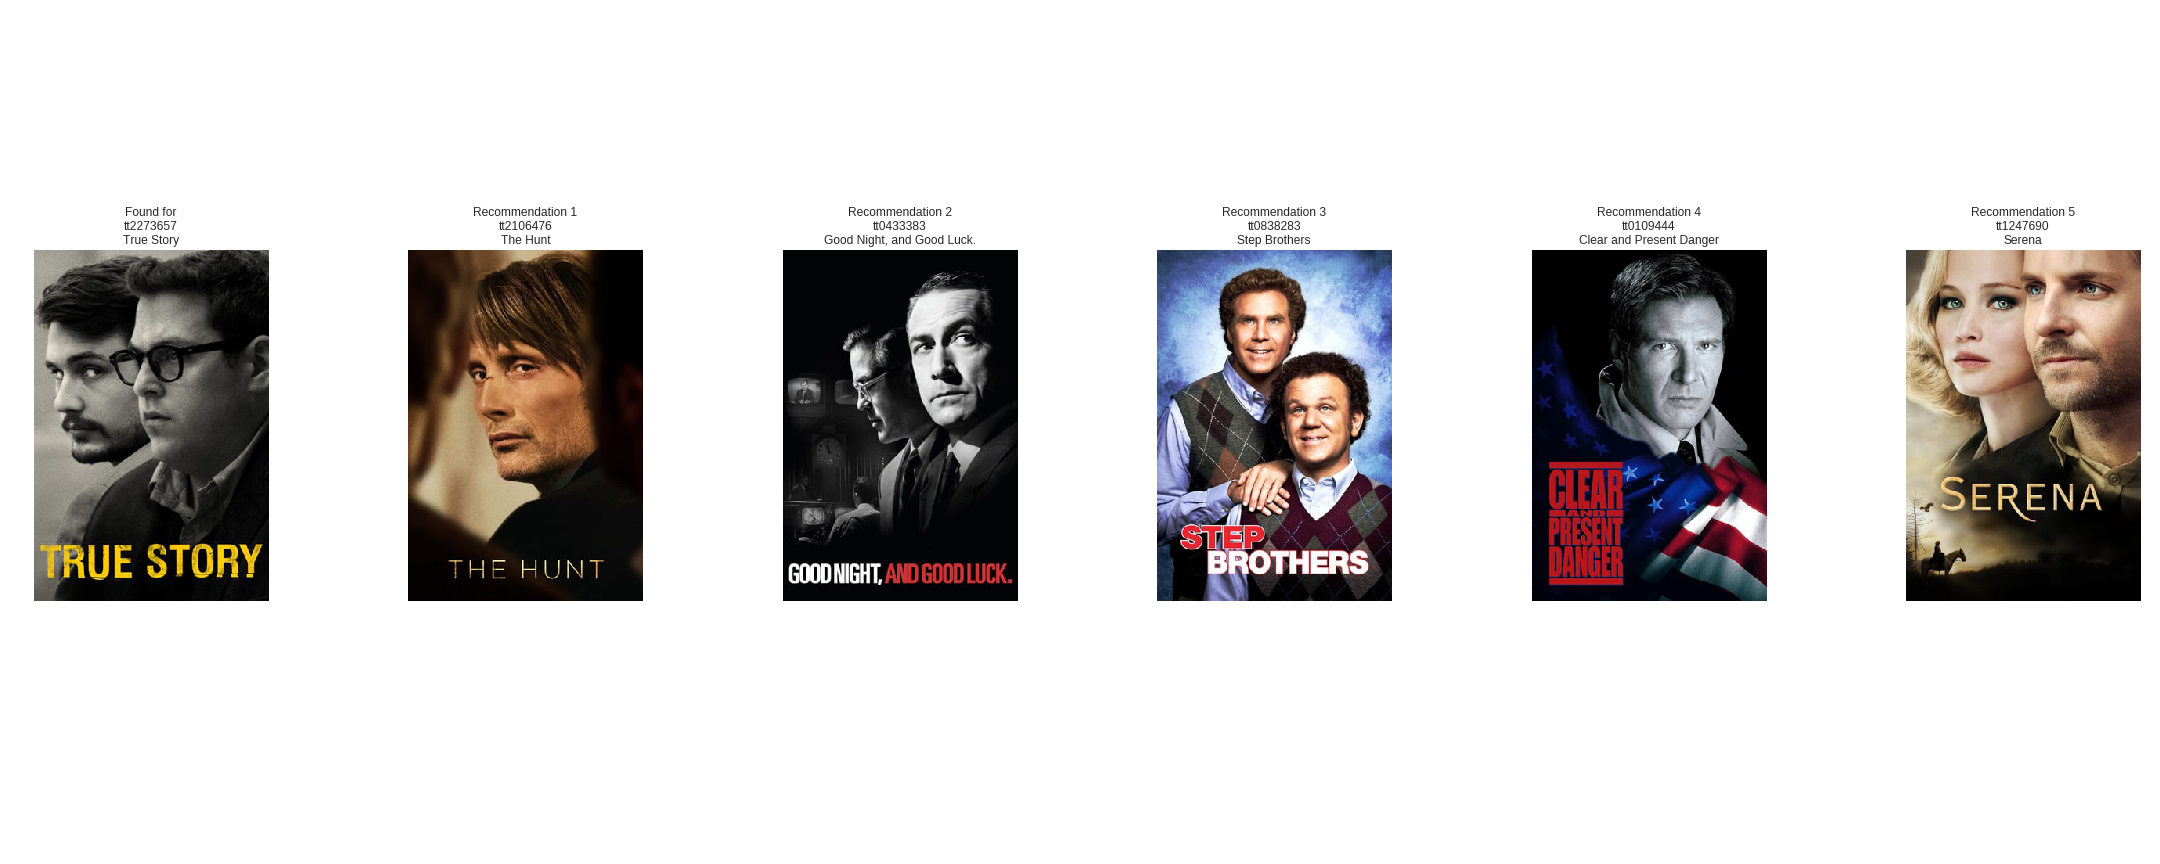 Found for
tt2273657
True Story
TRUE STORY
Recommendation 1
tt2106476
The Hunt
THE HUNT
Recommendation 2
tt0433383
Good Night, and Good Luck.
GOOD NIGHT, AND GOOD LUCK.
Recommendation 3
tt0838283
Step Brothers
STEP
BROTHERS
Recommendation 4
tt0109444
Clear and Present Danger
CLEAR
AND
PRESENT
DANGER
Recommendation 5
tt1247690
Serena
SERENA